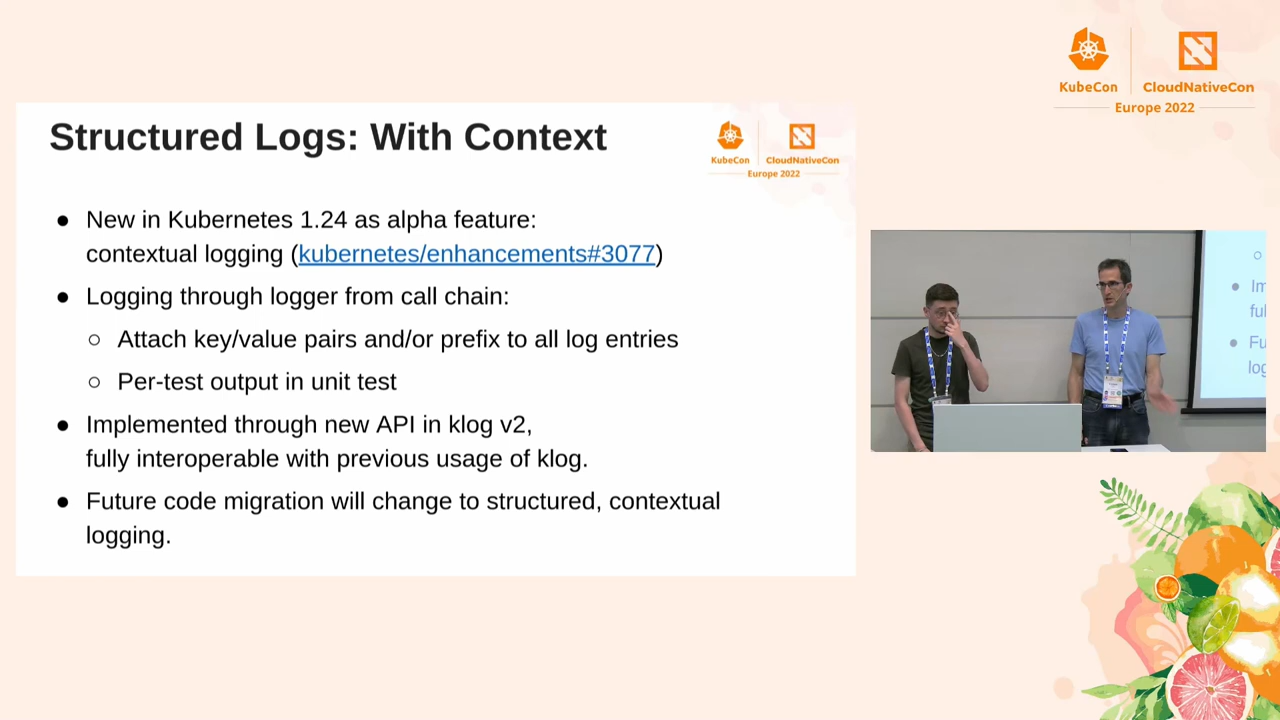 KubeCon
CloudNativeCon
Europe 2022
Structured Logs: With Context
KubeCon
CloudNativeCon
Europe 2022
● New in Kubernetes 1.24 as alpha feature:
contextual logging (kubernetes/enhancements#3077)
● Logging through logger from call chain:
○ Attach key/value pairs and/or prefix to all log entries
○ Per-test output in unit test
● Implemented through new API in klog v2,
fully interoperable with previous usage of klog.
● Future code migration will change to structured, contextual
logging.